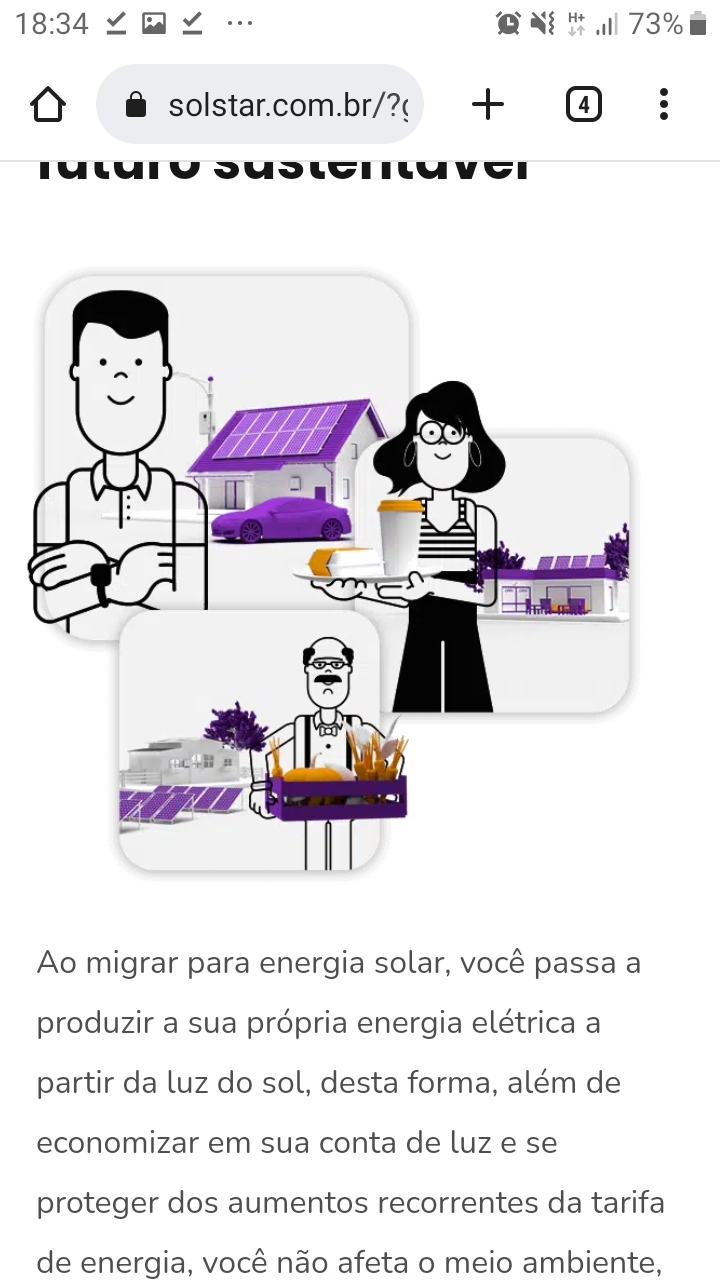 18:34
H+
73%
solstar.com.br/?
4
futuro sustentável
Ao migrar para energia solar, você passa a
produzir a sua própria energia elétrica a
partir da luz do sol, desta forma, além de
economizar em sua conta de luz e se
proteger dos aumentos recorrentes da tarifa
de energia, você não afeta o meio ambiente,